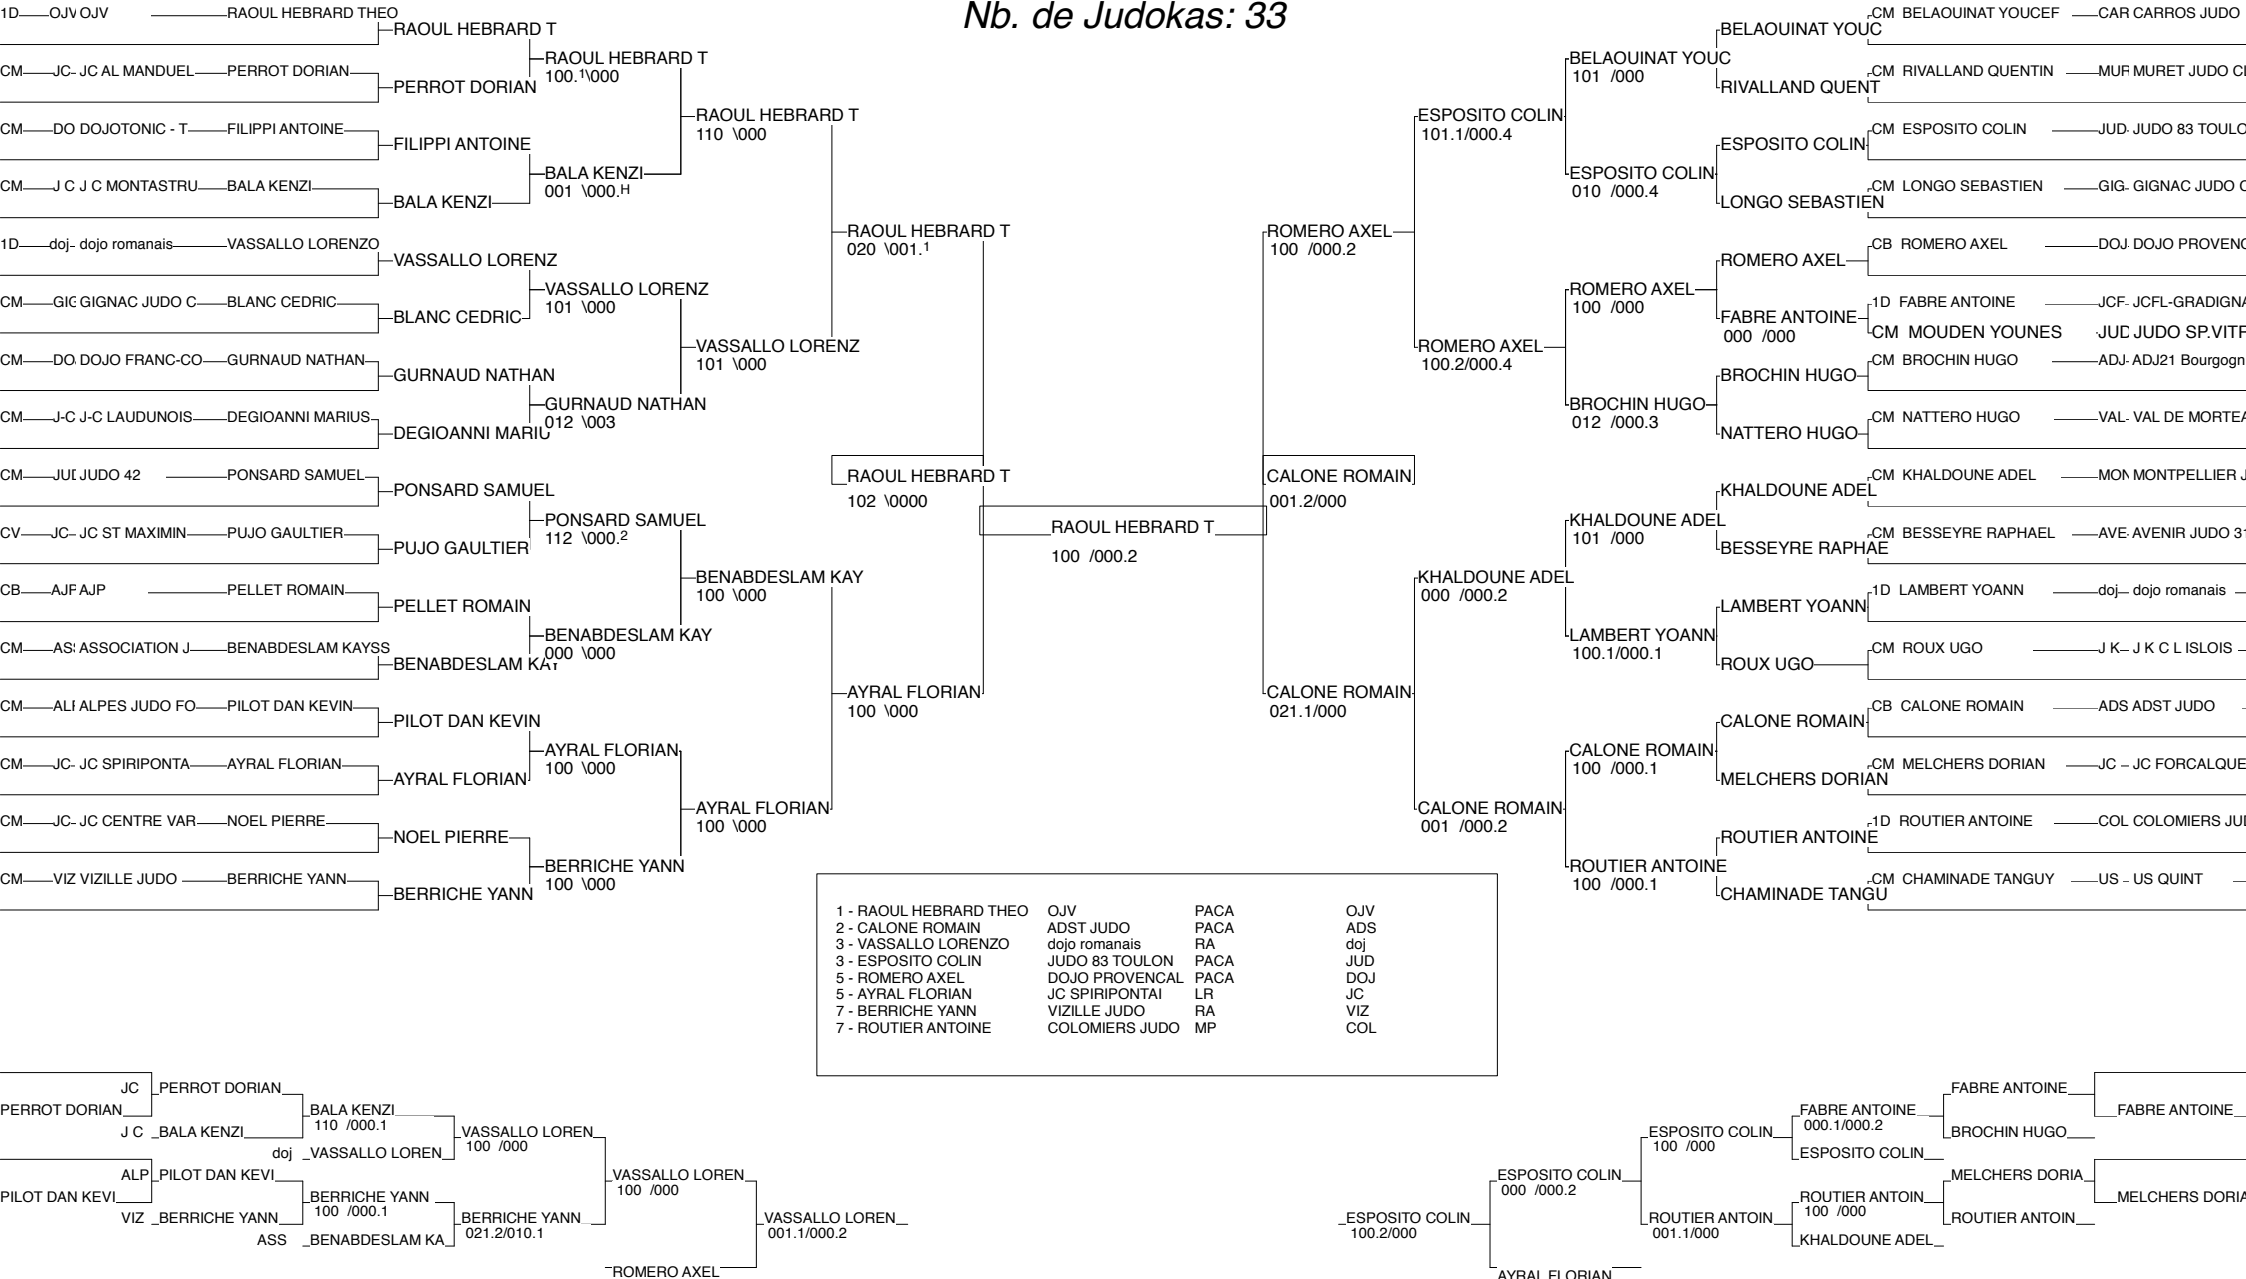 Nb. de Judokas: 33
1D OJV OJV RAOUL HEBRARD THEO
CM JC- JC AL MANDUEL PERROT DORIAN
CM DO DOJOTONIC - T FILIPPI ANTOINE
CM J C J C MONTASTRU BALA KENZI
1D doj- dojo romanais VASSALLO LORENZO
CM GIG GIGNAC JUDO C BLANC CEDRIC
CM DO DOJO FRANC-CO GURNAUD NATHAN
CM J-C J-C LAUDUNOIS DEGIOANNI MARIUS
CM JUD JUDO 42 PONSARD SAMUEL
CV JC- JC ST MAXIMIN PUJO GAULTIER
CB AJP AJP PELLET ROMAIN
CM ASS ASSOCIATION J BENABDESLAM KAYSS
CM ALP ALPES JUDO FO PILOT DAN KEVIN
CM JC- JC SPIRIPONTA AYRAL FLORIAN
CM JC- JC CENTRE VAR NOEL PIERRE
CM VIZ VIZILLE JUDO BERRICHE YANN
RAOUL HEBRARD T
PERROT DORIAN
FILIPPI ANTOINE
BALA KENZI
VASSALLO LORENZ
BLANC CEDRIC
GURNAUD NATHAN
DEGIOANNI MARIU
PONSARD SAMUEL
PUJO GAULTIER
PELLET ROMAIN
BENABDESLAM KAY
PILOT DAN KEVIN
AYRAL FLORIAN
NOEL PIERRE
BERRICHE YANN
RAOUL HEBRARD T
100.1\000
BALA KENZI
001 \000.H
VASSALLO LORENZ
101 \000
GURNAUD NATHAN
012 \003
PONSARD SAMUEL
112 \000.2
BENABDESLAM KAY
000 \000
AYRAL FLORIAN
100 \000
BERRICHE YANN
100 \000
RAOUL HEBRARD T
110 \000
VASSALLO LORENZ
101 \000
BENABDESLAM KAY
100 \000
AYRAL FLORIAN
100 \000
RAOUL HEBRARD T
020 \001.1
AYRAL FLORIAN
100 \000
RAOUL HEBRARD T
102 \0000
RAOUL HEBRARD T
100 /000.2
CALONE ROMAIN
001.2/000
ROMERO AXEL
100 /000.2
CALONE ROMAIN
021.1/000
ESPOSITO COLIN
101.1/000.4
ROMERO AXEL
100.2/000.4
KHALDOUNE ADEL
000 /000.2
CALONE ROMAIN
001 /000.2
BELAOUINAT YOUC
101 /000
ESPOSITO COLIN
010 /000.4
ROMERO AXEL
100 /000
BROCHIN HUGO
012 /000.3
KHALDOUNE ADEL
101 /000
LAMBERT YOANN
100.1/000.1
CALONE ROMAIN
100 /000.1
ROUTIER ANTOINE
100 /000.1
BELAOUINAT YOUC
RIVALLAND QUENT
ESPOSITO COLIN
LONGO SEBASTIEN
ROMERO AXEL
FABRE ANTOINE
000 /000
BROCHIN HUGO
NATTERO HUGO
KHALDOUNE ADEL
BESSEYRE RAPHAE
LAMBERT YOANN
ROUX UGO
CALONE ROMAIN
MELCHERS DORIAN
ROUTIER ANTOINE
CHAMINADE TANGU
CM BELAOUINAT YOUCEF CAR CARROS JUDO
CM RIVALLAND QUENTIN MUR MURET JUDO
CM ESPOSITO COLIN JUD- JUDO 83 TOULO
CM LONGO SEBASTIEN GIG- GIGNAC JUDO
CB ROMERO AXEL DOJ- DOJO PROVENC
1D FABRE ANTOINE JCF- JCFL-GRADIGNA
CM MOUDEN YOUNES JUD JUDO SP.VITR
CM BROCHIN HUGO ADJ- ADJ21 Bourgogn
CM NATTERO HUGO VAL- VAL DE MORTEA
CM KHALDOUNE ADEL MON MONTPELLIER J
CM BESSEYRE RAPHAEL AVE- AVENIR JUDO 31
1D LAMBERT YOANN doj- dojo romanais
CM ROUX UGO J K J K C L ISLOIS
CB CALONE ROMAIN ADS ADST JUDO
CM MELCHERS DORIAN JC - JC FORCALQUE
1D ROUTIER ANTOINE COL COLOMIERS JUD
CM CHAMINADE TANGUY US - US QUINT
1 - RAOUL HEBRARD THEO OJV PACA OJV
2 - CALONE ROMAIN ADST JUDO PACA ADS
3 - VASSALLO LORENZO dojo romanais RA doj
3 - ESPOSITO COLIN JUDO 83 TOULON PACA JUD
5 - ROMERO AXEL DOJO PROVENCAL PACA DOJ
5 - AYRAL FLORIAN JC SPIRIPONTAI LR JC
7 - BERRICHE YANN VIZILLE JUDO RA VIZ
7 - ROUTIER ANTOINE COLOMIERS JUDO MP COL
PERROT DORIAN
PILOT DAN KEVI
JC PERROT DORIAN
J C BALA KENZI
ALP PILOT DAN KEVI
VIZ BERRICHE YANN
BALA KENZI
110 /000.1
doj VASSALLO LOREN
BERRICHE YANN
100 /000.1
ASS BENABDESLAM KA
VASSALLO LOREN
100 /000
BERRICHE YANN
021.2/010.1
VASSALLO LOREN
100 /000
ROMERO AXEL
VASSALLO LOREN
001.1/000.2
ESPOSITO COLIN
100.2/000
ESPOSITO COLIN
000 /000.2
AYRAL FLORIAN
ESPOSITO COLIN
100 /000
ROUTIER ANTOIN
001.1/000
FABRE ANTOINE
000.1/000.2
ESPOSITO COLIN
ROUTIER ANTOIN
100 /000
KHALDOUNE ADEL
FABRE ANTOINE
BROCHIN HUGO
MELCHERS DORIA
ROUTIER ANTOIN
FABRE ANTOINE
MELCHERS DORIA